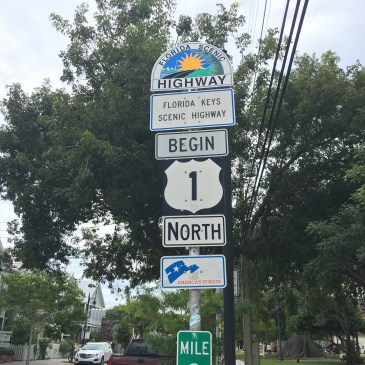 FLORIDA SCENIC
HIGHWAY
FLORIDA KEYS
SCENIC HIGHWAY
BEGIN
1
NORTH
AMERICA'S BYWAYS
MILE